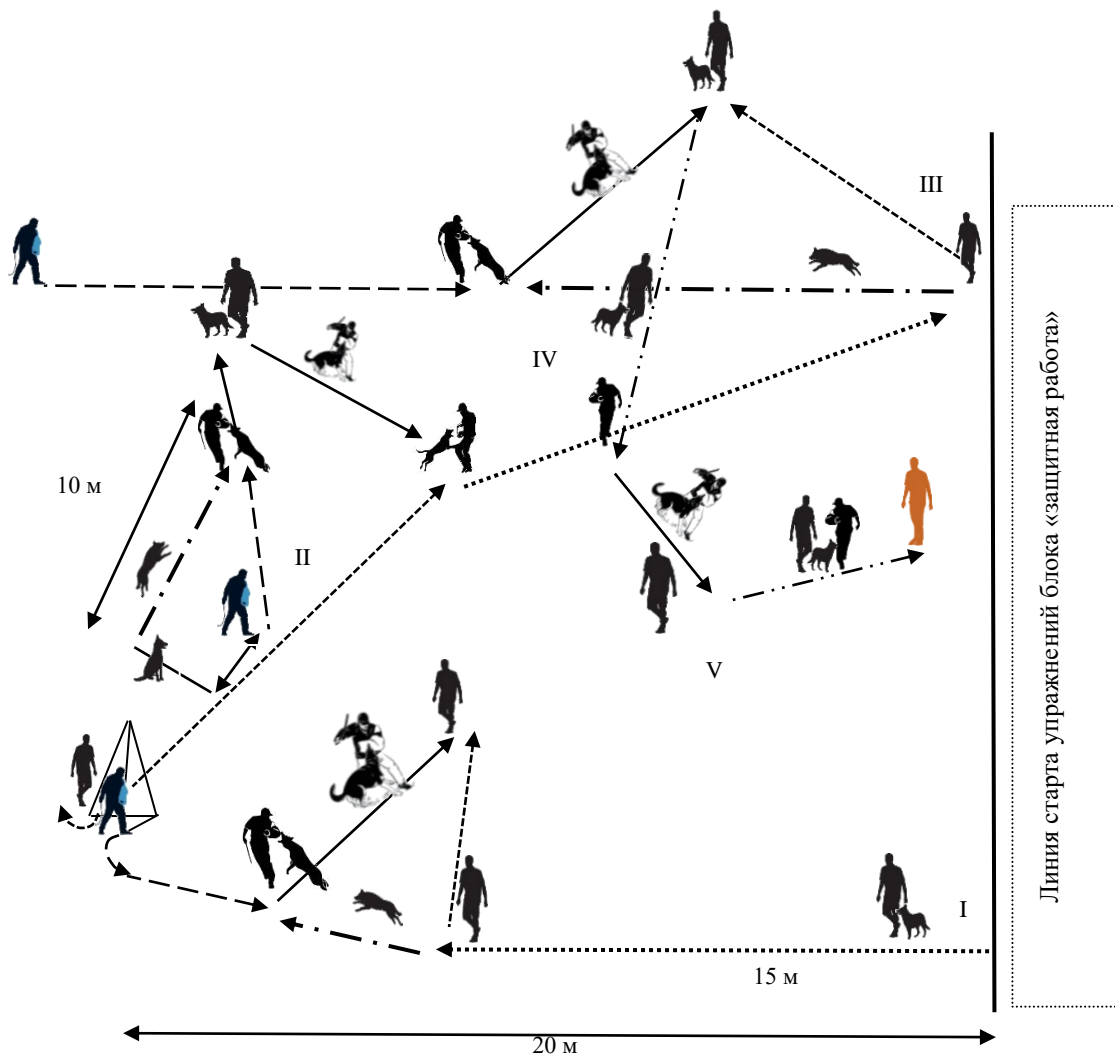 III
IV
10 м
II
V
I
15 м
20 м
Линия старта упражнений блока «защитная работа»